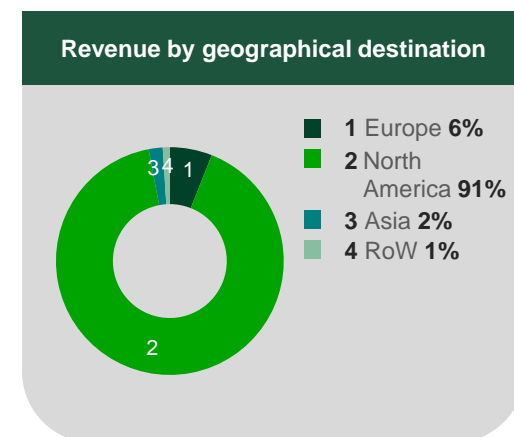 Revenue by geographical destination
1 Europe 6%
2 North
America 91%
3 Asia 2%
4 RoW 1%
3 4 1
2